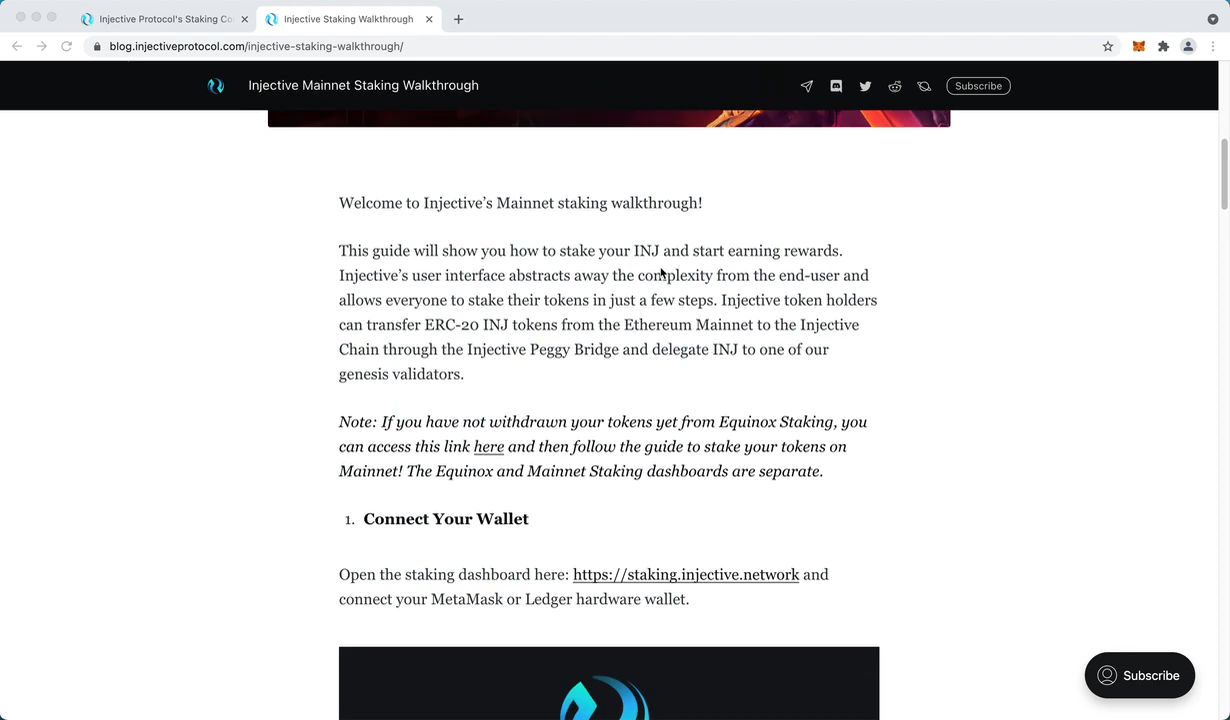 Injective Protocol's Staking Co
Injective Staking Walkthrough
blog.injectiveprotocol.com/injective-staking-walkthrough/
Injective Mainnet Staking Walkthrough
Subscribe
Welcome to Injective’s Mainnet staking walkthrough!
This guide will show you how to stake your INJ and start earning rewards.
Injective’s user interface abstracts away the complexity from the end-user and
allows everyone to stake their tokens in just a few steps. Injective token holders
can transfer ERC-20 INJ tokens from the Ethereum Mainnet to the Injective
Chain through the Injective Peggy Bridge and delegate INJ to one of our
genesis validators.
Note: If you have not withdrawn your tokens yet from Equinox Staking, you
can access this link here and then follow the guide to stake your tokens on
Mainnet! The Equinox and Mainnet Staking dashboards are separate.
1. Connect Your Wallet
Open the staking dashboard here: https://staking.injective.network and
connect your MetaMask or Ledger hardware wallet.
Subscribe